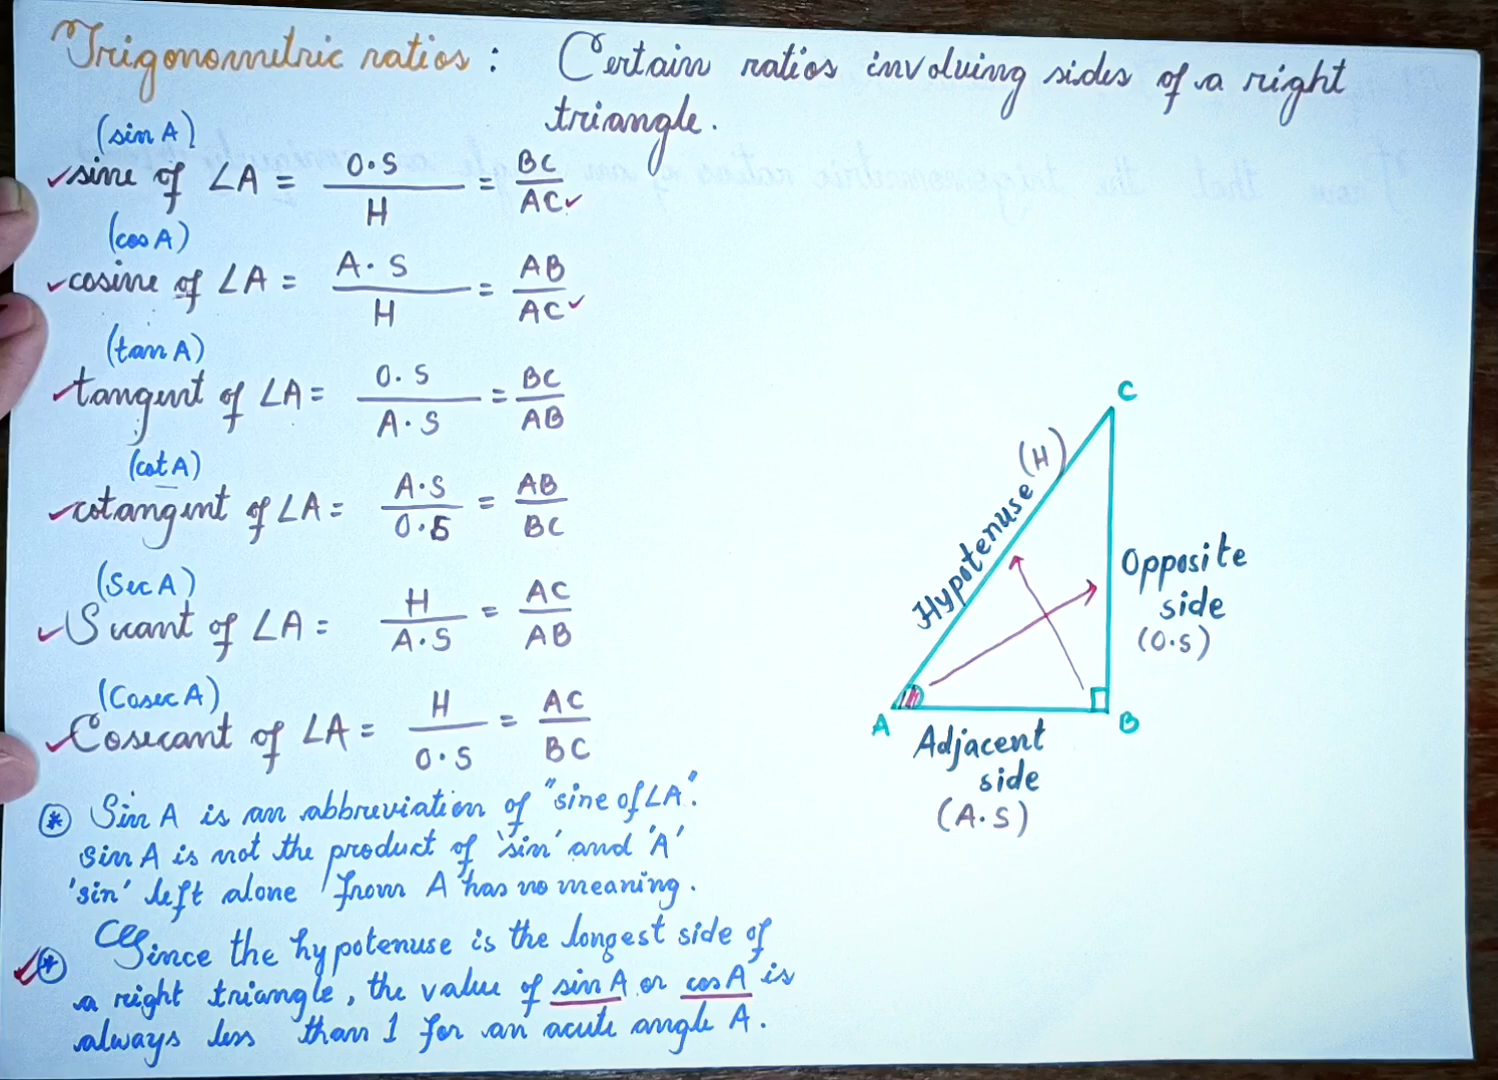 Trigonometric ratios : Certain ratios involving sides of a right
triangle.
(sin A)
sine of ∠A = O.S / H = BC / AC
(cos A)
cosine of ∠A = A.S / H = AB / AC
(tan A)
tangent of ∠A = O.S / A.S = BC / AB
(cot A)
cotangent of ∠A = A.S / O.S = AB / BC
(Sec A)
Secant of ∠A = H / A.S = AC / AB
(Cosec A)
Cosecant of ∠A = H / O.S = AC / BC
* Sin A is an abbreviation of "sine of ∠A".
sin A is not the product of 'sin' and 'A'
'sin' left alone from A has no meaning.
* Since the hypotenuse is the longest side of
a right triangle, the value of sin A or cos A is
always less than 1 for an acute angle A.
C
Hypotenuse (H)
Opposite
side
(O.S)
A
B
Adjacent
side
(A.S)